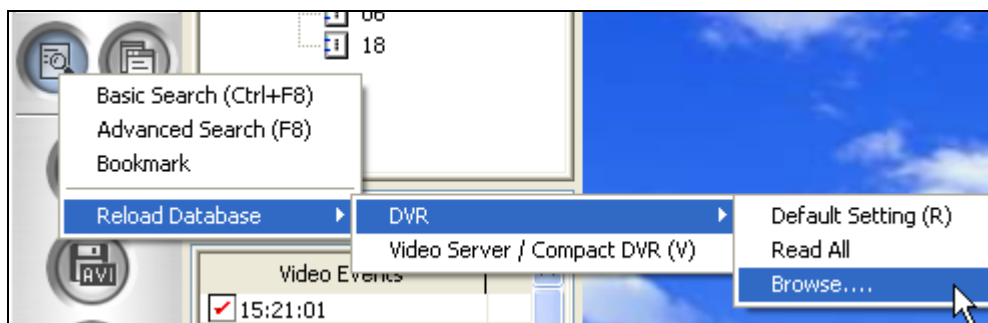 06
18
Basic Search (Ctrl+F8)
Advanced Search (F8)
Bookmark
Reload Database
DVR
Video Server / Compact DVR (V)
Default Setting (R)
Read All
Browse....
AVI
Video Events
15:21:01